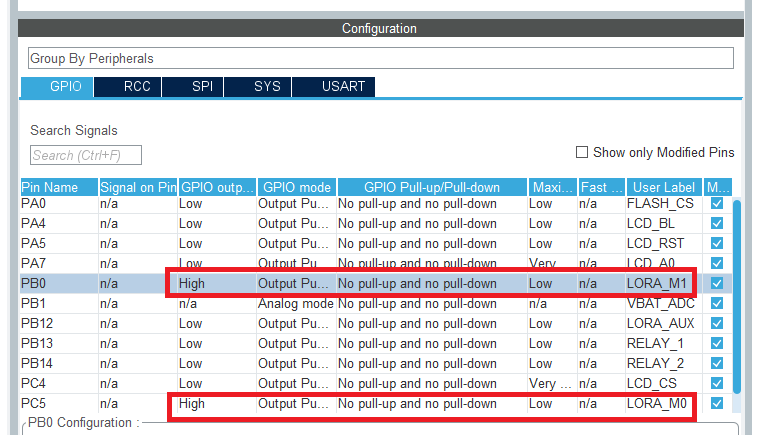 Configuration
Group By Peripherals
GPIO RCC SPI SYS USART
Search Signals
Search (Ctrl+F)
Show only Modified Pins
Pin Name Signal on Pin GPIO outp... GPIO mode GPIO Pull-up/Pull-down Maxi... Fast ... User Label M...
PA0 n/a Low Output Pu... No pull-up and no pull-down Low n/a FLASH_CS
PA4 n/a Low Output Pu... No pull-up and no pull-down Low n/a LCD_BL
PA5 n/a Low Output Pu... No pull-up and no pull-down Low n/a LCD_RST
PA7 n/a Low Output Pu... No pull-up and no pull-down Very n/a LCD_A0
PB0 n/a High Output Pu... No pull-up and no pull-down Low n/a LORA_M1
PB1 n/a n/a Analog mode No pull-up and no pull-down n/a n/a VBAT_ADC
PB12 n/a Low Output Pu... No pull-up and no pull-down Low n/a LORA_AUX
PB13 n/a Low Output Pu... No pull-up and no pull-down Low n/a RELAY_1
PB14 n/a Low Output Pu... No pull-up and no pull-down Low n/a RELAY_2
PC4 n/a Low Output Pu... No pull-up and no pull-down Very ... n/a LCD_CS
PC5 n/a High Output Pu... No pull-up and no pull-down Low n/a LORA_M0
PB0 Configuration :